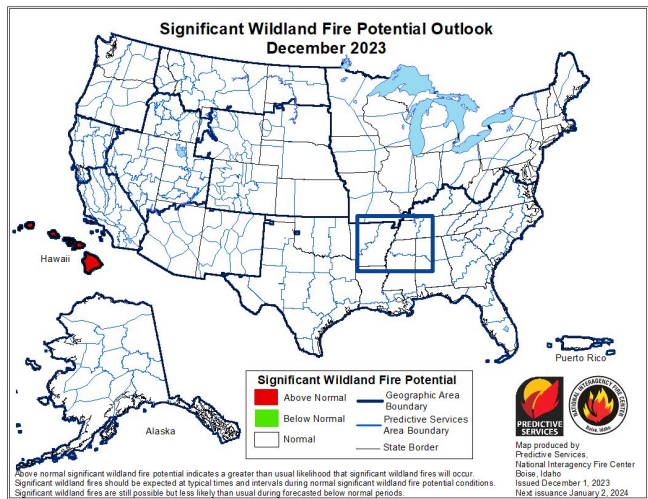 Significant Wildland Fire Potential Outlook
December 2023
Hawaii
Alaska
Puerto Rico
Significant Wildland Fire Potential
Above Normal
Below Normal
Normal
Geographic Area
Boundary
Predictive Services
Area Boundary
State Border
PREDICTIVE
SERVICES
NATIONAL INTERAGENCY FIRE CENTER
Boise, Idaho
Map produced by
Predictive Services,
National Interagency Fire Center
Boise, Idaho
Issued December 1, 2023
Next issuance January 2, 2024
Above normal significant wildland fire potential indicates a greater than usual likelihood that significant wildland fires will occur.
Significant wildland fires should be expected at typical times and intervals during normal significant wildland fire potential conditions.
Significant wildland fires are still possible but less likely than usual during forecasted below normal periods.